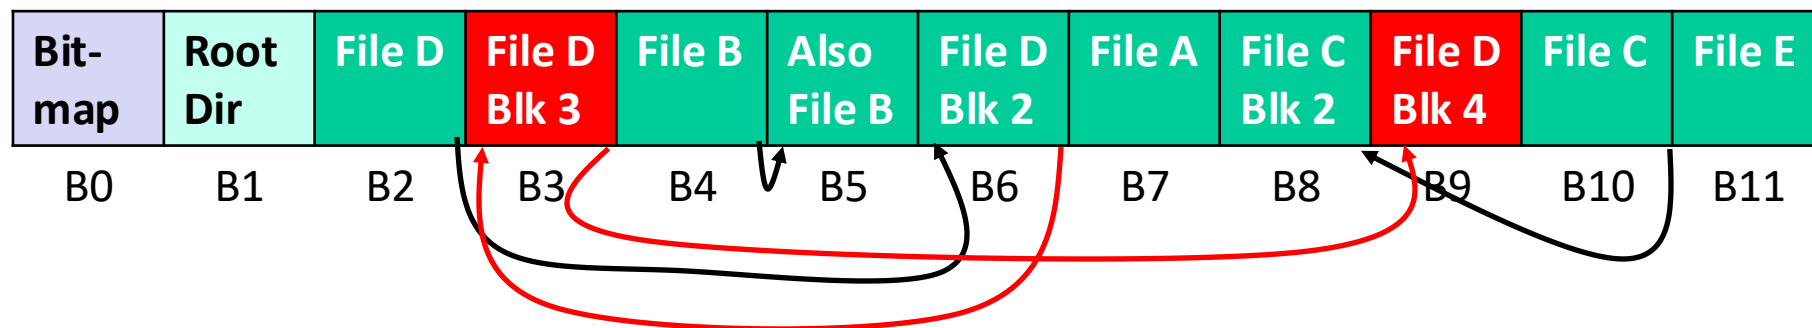 Bit-
map
Root
Dir
File D
File D
Blk 3
File B
Also
File B
File D
Blk 2
File A
File C
Blk 2
File D
Blk 4
File C
File E
B0
B1
B2
B3
B4
B5
B6
B7
B8
B9
B10
B11